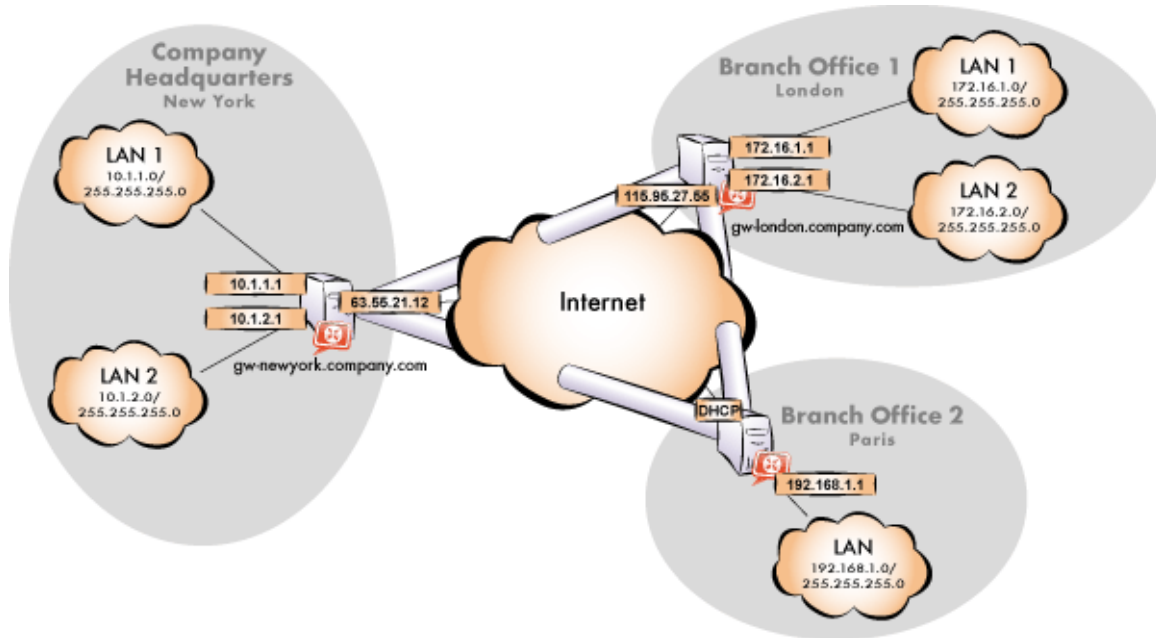 Company
Headquarters
New York
LAN 1
10.1.1.0/
255.255.255.0
10.1.1.1
10.1.2.1
63.55.21.12
gw-newyork.company.com
LAN 2
10.1.2.0/
255.255.255.0
Internet
Branch Office 1
London
LAN 1
172.16.1.0/
255.255.255.0
172.16.1.1
172.16.2.1
115.95.27.55
gw-london.company.com
LAN 2
172.16.2.0/
255.255.255.0
DHCP
Branch Office 2
Paris
192.168.1.1
LAN
192.168.1.0/
255.255.255.0